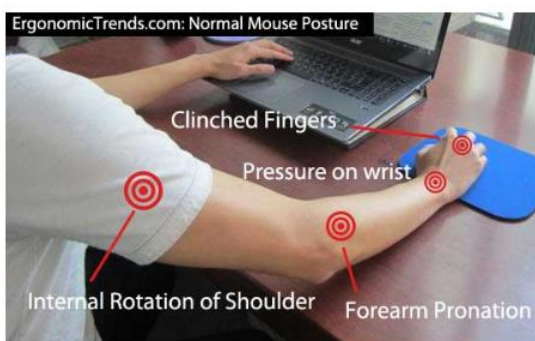 ErgonomicTrends.com: Normal Mouse Posture
Clinched Fingers
Pressure on wrist
Internal Rotation of Shoulder
Forearm Pronation